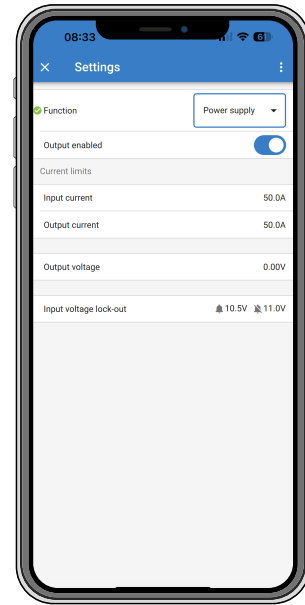 08:33
61
Settings
Function
Power supply
Output enabled
Current limits
Input current 50.0A
Output current 50.0A
Output voltage 0.00V
Input voltage lock-out 10.5V 11.0V